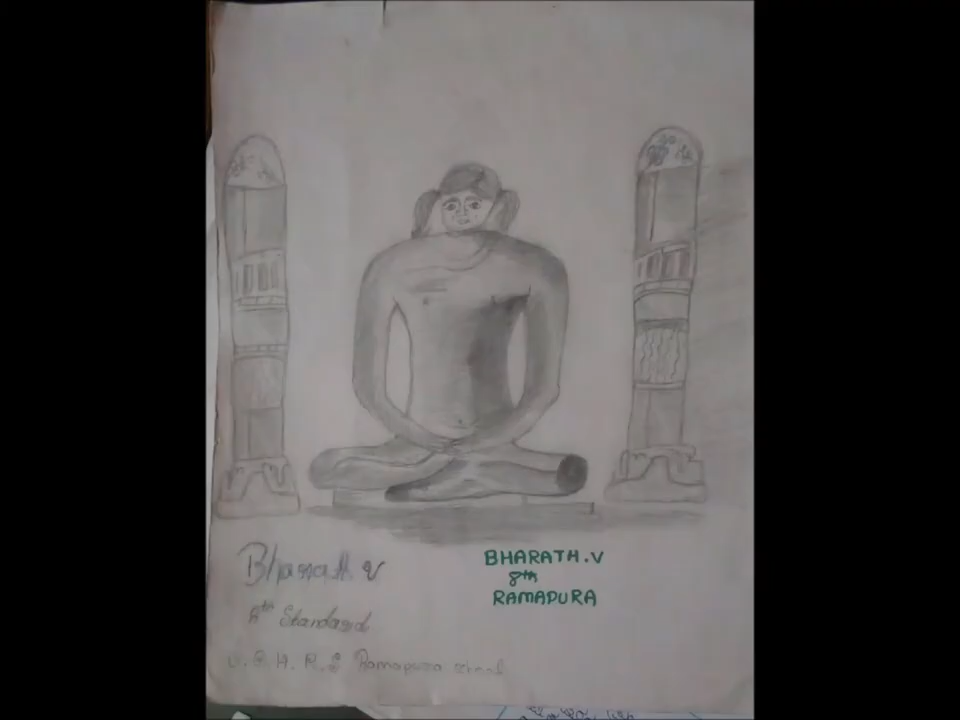 Bharath V
8th Standard
Ramapura school
BHARATH.V
8th
RAMAPURA